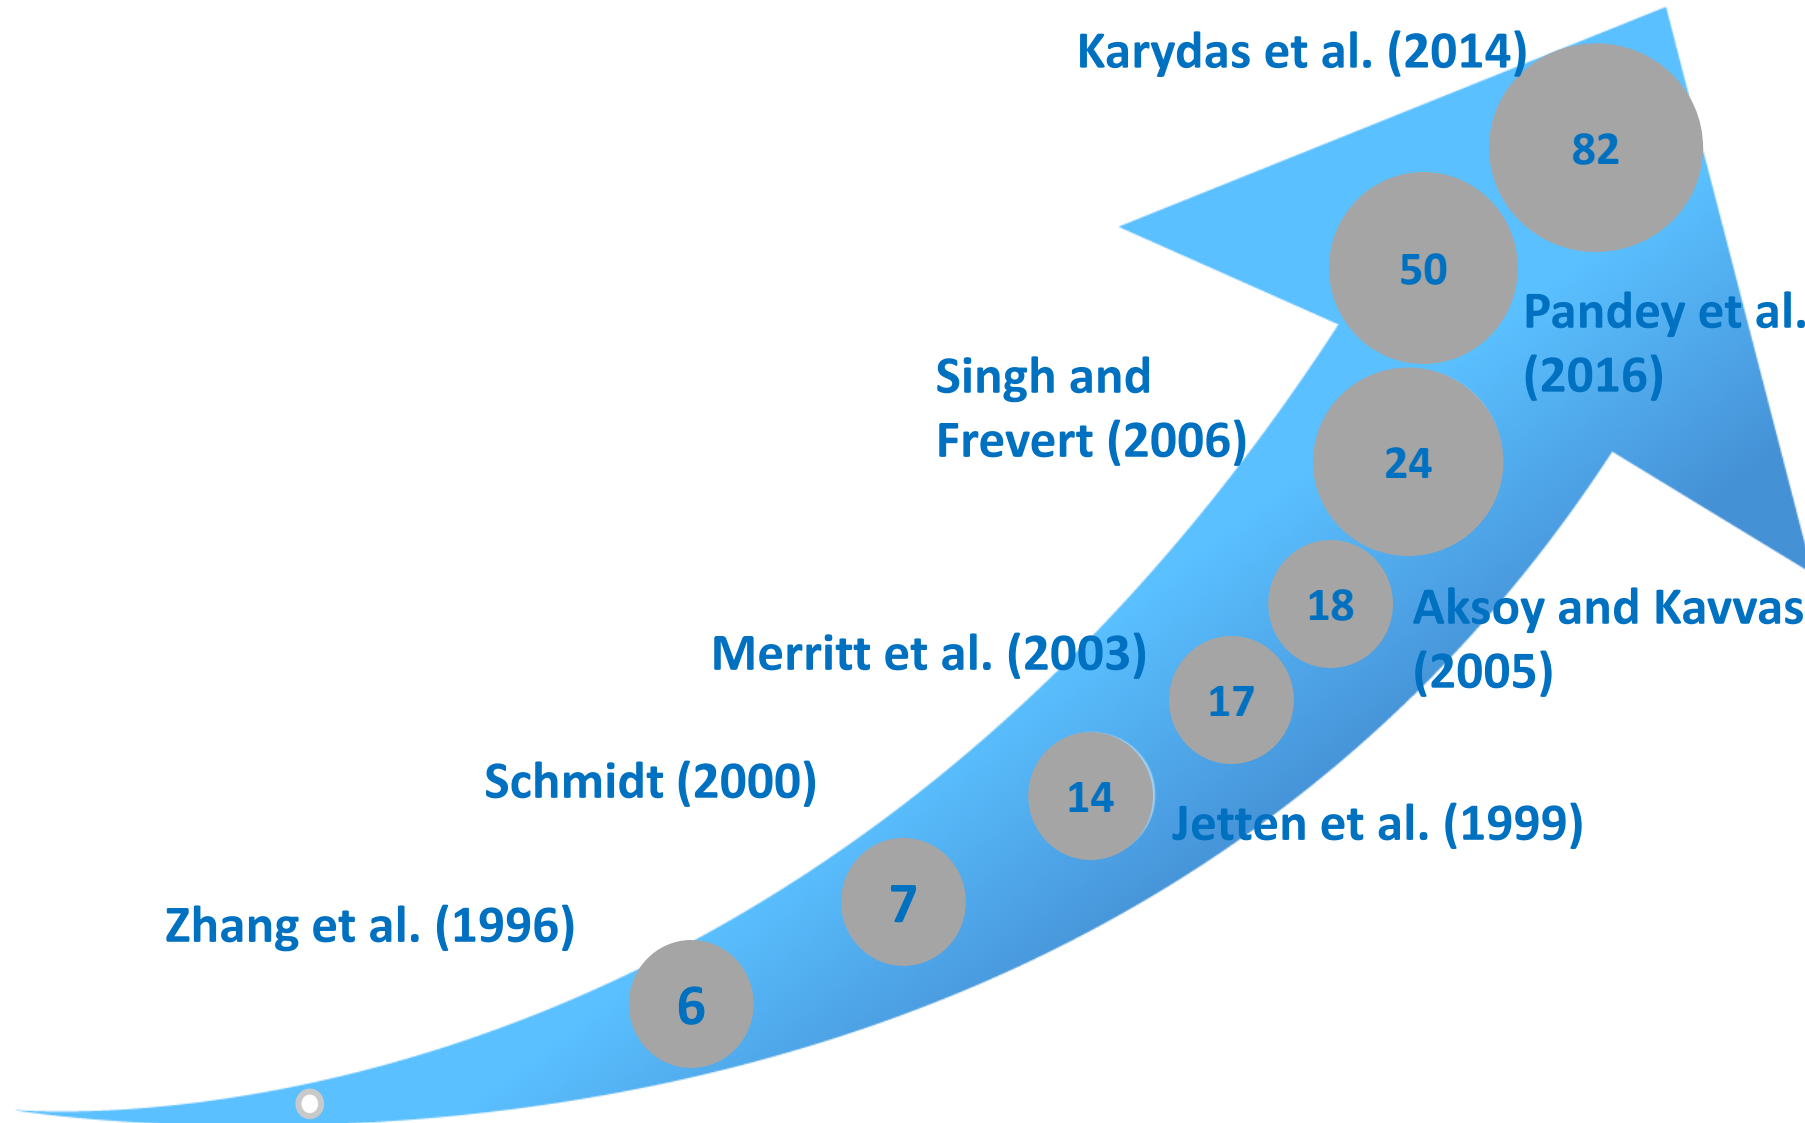 Karydas et al. (2014)
82
50
Pandey et al.
(2016)
Singh and
Frevert (2006)
24
18
Aksoy and Kavvas
(2005)
Merritt et al. (2003)
17
Schmidt (2000)
14
Jetten et al. (1999)
7
Zhang et al. (1996)
6